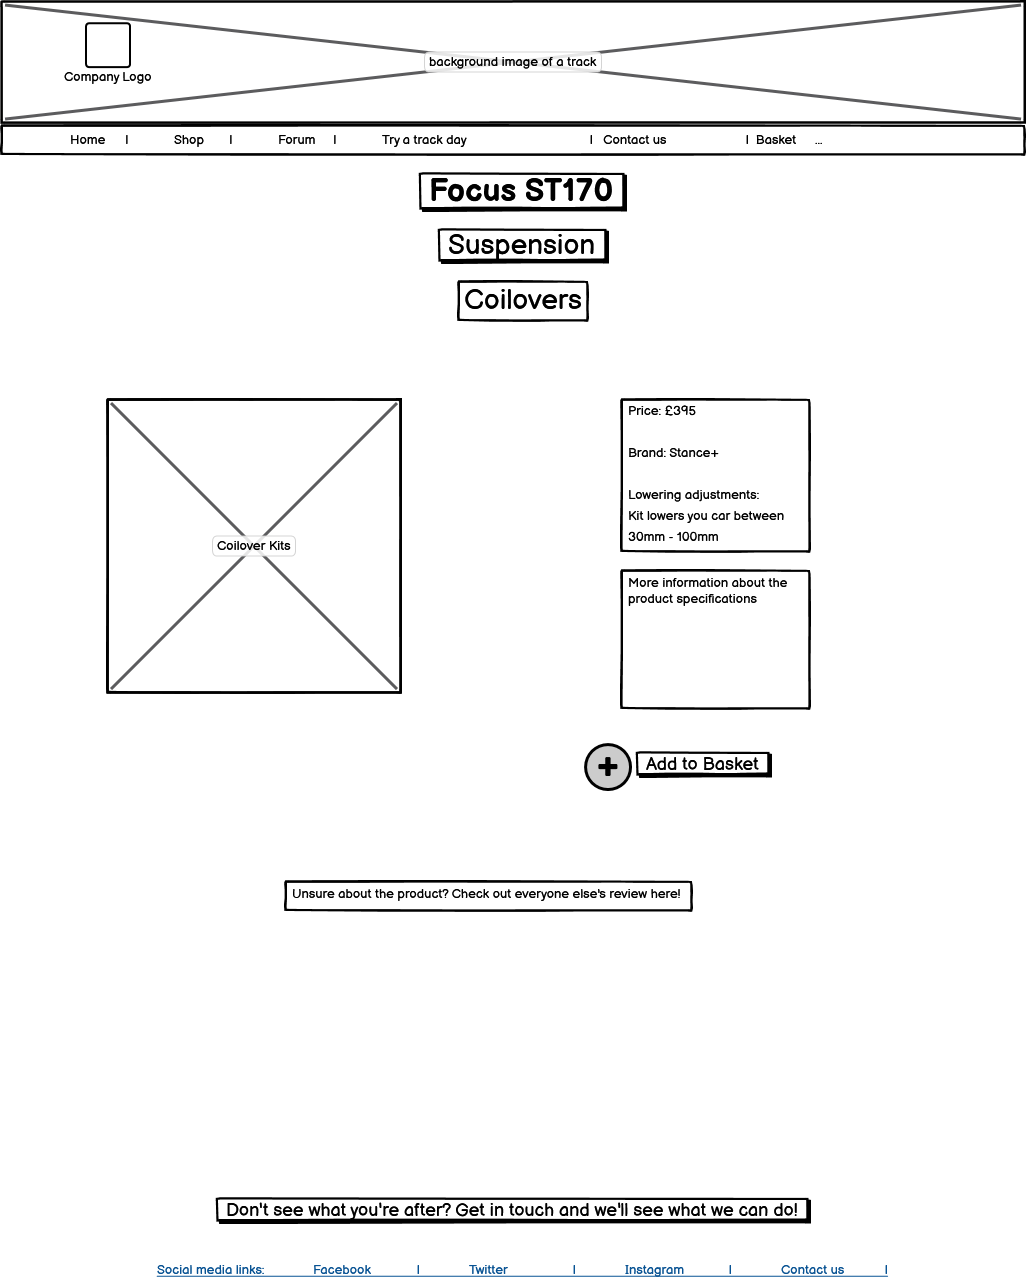 background image of a track
Company Logo
Home | Shop | Forum | Try a track day | Contact us | Basket ...
Focus ST170
Suspension
Coilovers
Coilover Kits
Price: £395
Brand: Stance+
Lowering adjustments:
Kit lowers you car between
30mm - 100mm
More information about the
product specifications
Add to Basket
Unsure about the product? Check out everyone else's review here!
Don't see what you're after? Get in touch and we'll see what we can do!
Social media links: Facebook | Twitter | Instagram | Contact us |